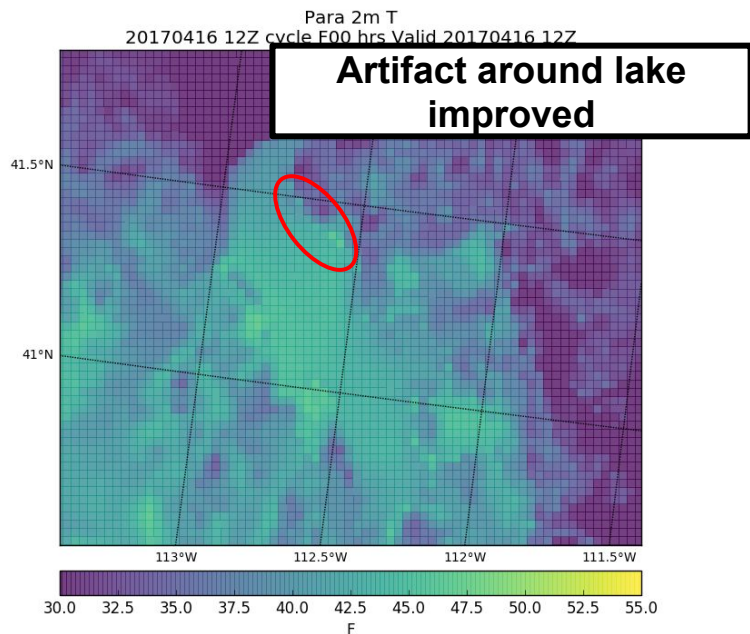 Para 2m T
20170416 12Z cycle F00 hrs Valid 20170416 12Z
Artifact around lake
improved
41.5°N
41°N
113°W 112.5°W 112°W 111.5°W
30.0 32.5 35.0 37.5 40.0 42.5 45.0 47.5 50.0 52.5 55.0
F